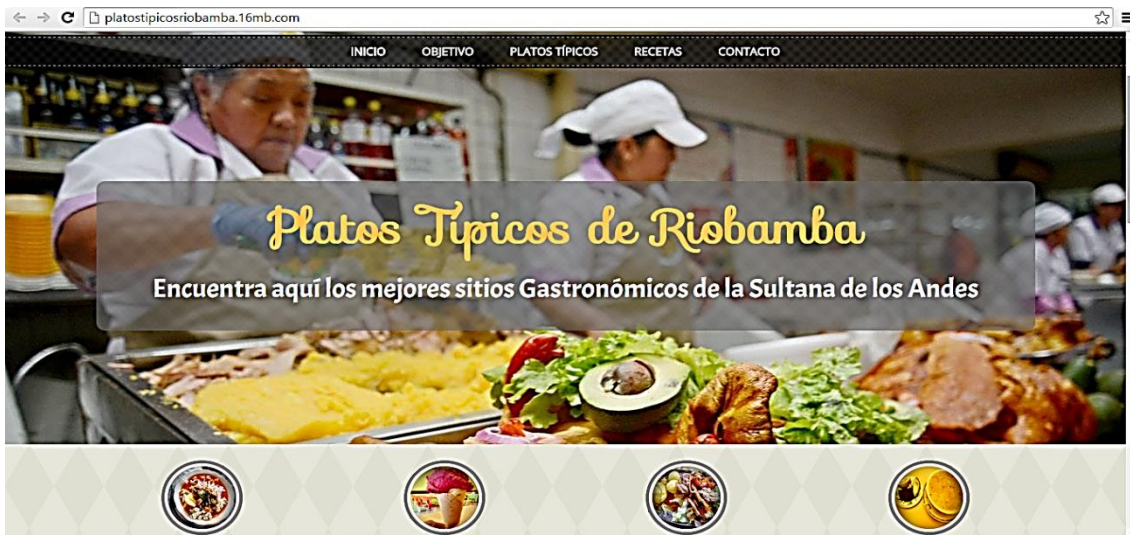 platostipicosriobamba.16mb.com
INICIO OBJETIVO PLATOS TÍPICOS RECETAS CONTACTO
Platos Típicos de Riobamba
Encuentra aquí los mejores sitios Gastronómicos de la Sultana de los Andes